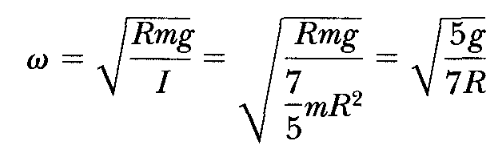 ω = √(Rmg/I) = √(Rmg/(7/5 mR²)) = √(5g/7R)